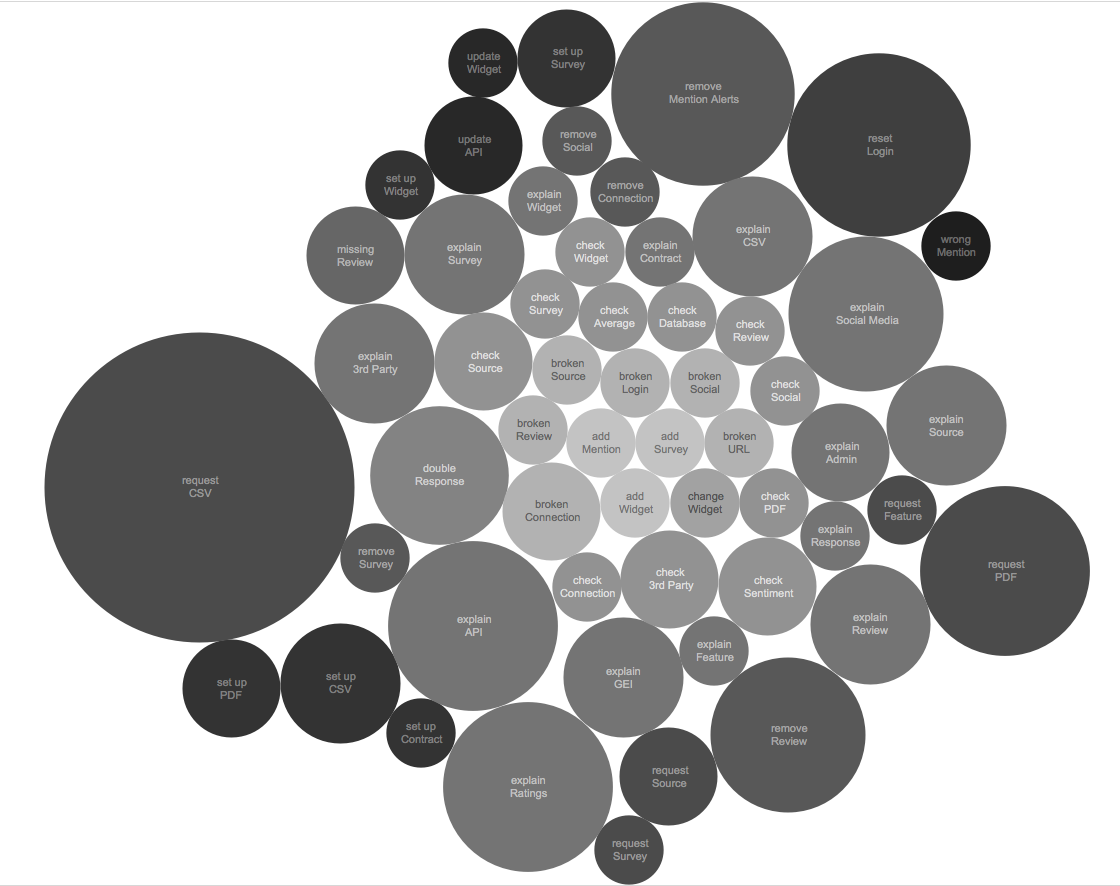 update
Widget
set up
Survey
remove
Mention Alerts
reset
Login
update
API
remove
Social
set up
Widget
explain
Widget
remove
Connection
missing
Review
explain
Survey
check
Widget
explain
Contract
explain
CSV
wrong
Mention
check
Survey
check
Average
check
Database
check
Review
explain
Social Media
explain
3rd Party
check
Source
broken
Source
broken
Login
broken
Social
check
Social
explain
Source
request
CSV
double
Response
broken
Review
add
Mention
add
Survey
broken
URL
explain
Admin
broken
Connection
add
Widget
change
Widget
check
PDF
request
Feature
explain
Response
remove
Survey
check
Connection
check
3rd Party
check
Sentiment
request
PDF
explain
API
explain
Review
set up
PDF
set up
CSV
explain
GEI
explain
Feature
set up
Contract
remove
Review
explain
Ratings
request
Source
request
Survey